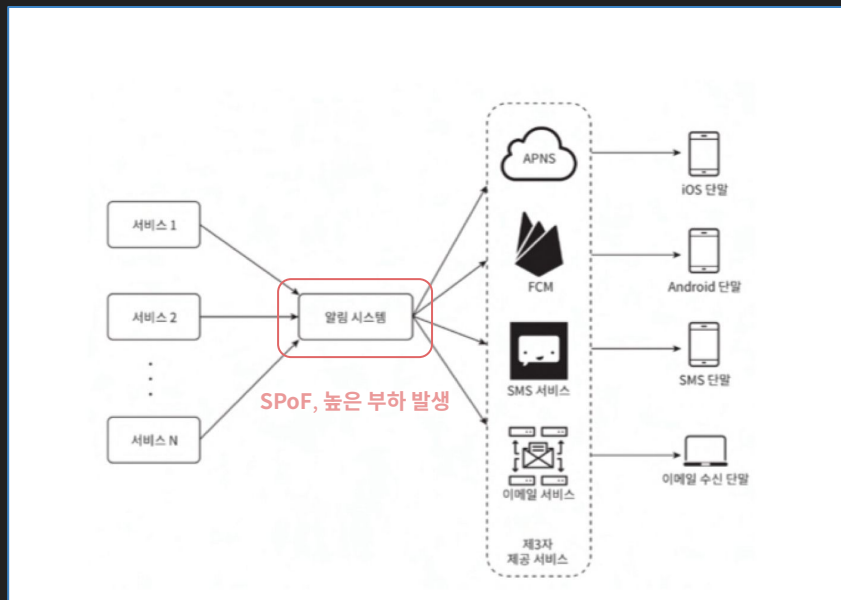 서비스 1
서비스 2
서비스 N
알림 시스템
SPoF, 높은 부하 발생
APNS
FCM
SMS 서비스
이메일 서비스
제3자
제공 서비스
iOS 단말
Android 단말
SMS 단말
이메일 수신 단말